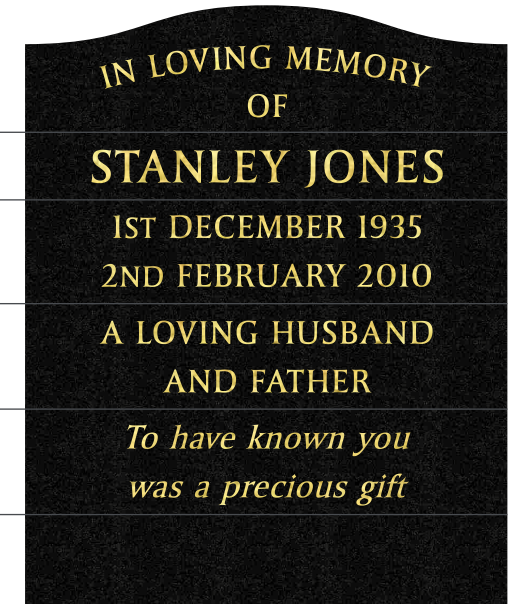 IN LOVING MEMORY
OF
STANLEY JONES
1ST DECEMBER 1935
2ND FEBRUARY 2010
A LOVING HUSBAND
AND FATHER
To have known you
was a precious gift